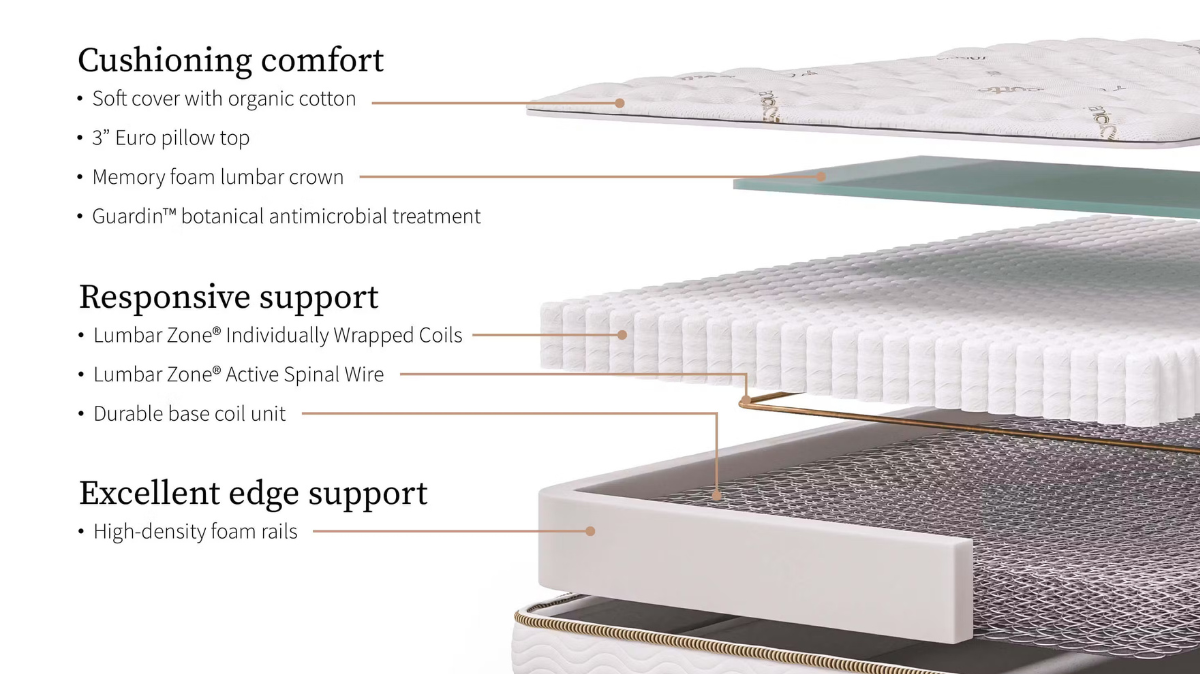 Cushioning comfort
• Soft cover with organic cotton
• 3” Euro pillow top
• Memory foam lumbar crown
• Guardin™ botanical antimicrobial treatment
Responsive support
• Lumbar Zone® Individually Wrapped Coils
• Lumbar Zone® Active Spinal Wire
• Durable base coil unit
Excellent edge support
• High-density foam rails